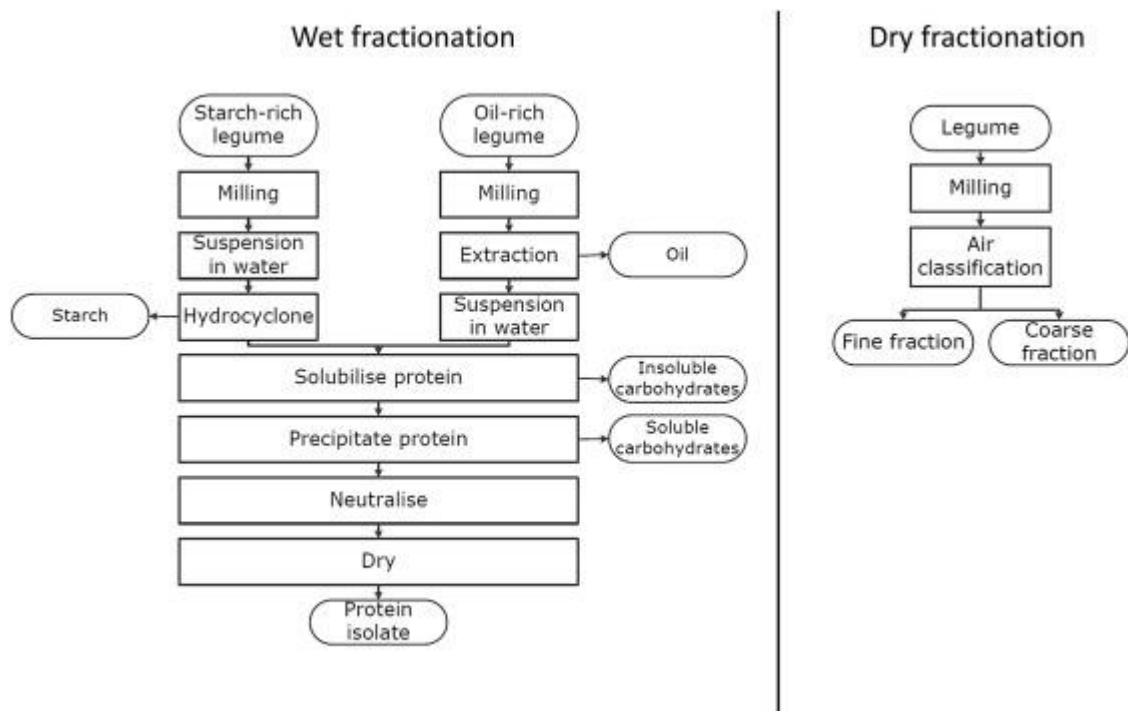 Wet fractionation
Starch-rich
legume
Oil-rich
legume
Milling
Milling
Suspension
in water
Extraction
Oil
Starch
Hydrocyclone
Suspension
in water
Solubilise protein
Insoluble
carbohydrates
Precipitate protein
Soluble
carbohydrates
Neutralise
Dry
Protein
isolate
Dry fractionation
Legume
Milling
Air
classification
Fine fraction
Coarse
fraction